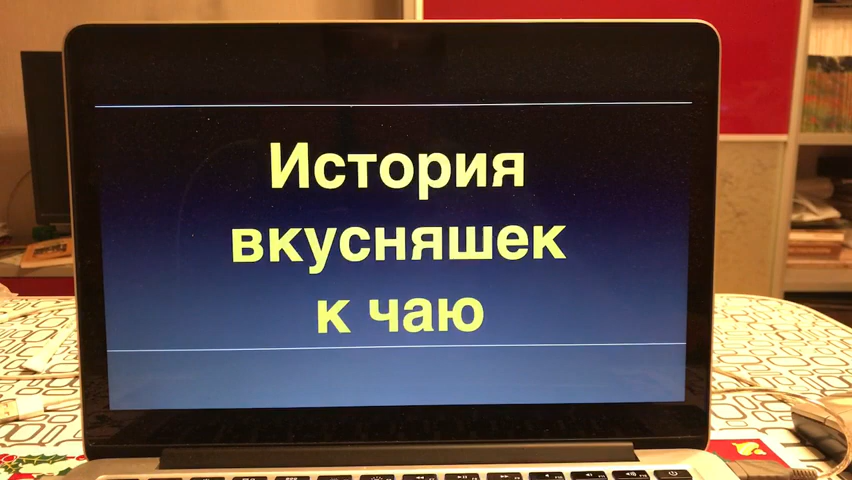 История
вкусняшек
к чаю